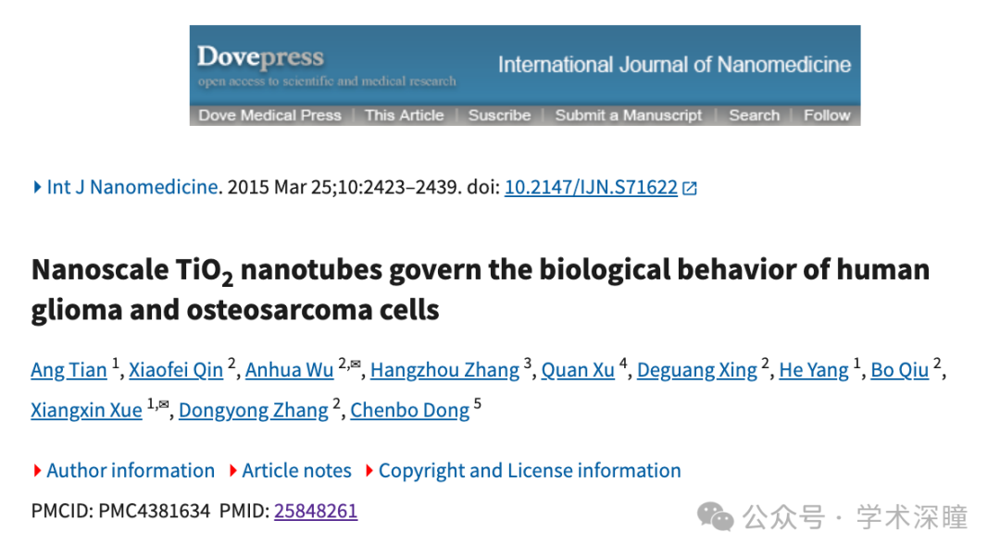 Dovepress
open access to scientific and medical research
International Journal of Nanomedicine
Dove Medical Press | This Article | Suscribe | Submit a Manuscript | Search | Follow
Int J Nanomedicine. 2015 Mar 25;10:2423–2439. doi: 10.2147/IJN.S71622
Nanoscale TiO2 nanotubes govern the biological behavior of human
glioma and osteosarcoma cells
Ang Tian 1, Xiaofei Qin 2, Anhua Wu 2,✉, Hangzhou Zhang 3, Quan Xu 4, Deguang Xing 2, He Yang 1, Bo Qiu 2,
Xiangxin Xue 1,✉, Dongyong Zhang 2, Chenbo Dong 5
Author information Article notes Copyright and License information
PMCID: PMC4381634 PMID: 25848261
公众号 · 学术深瞳